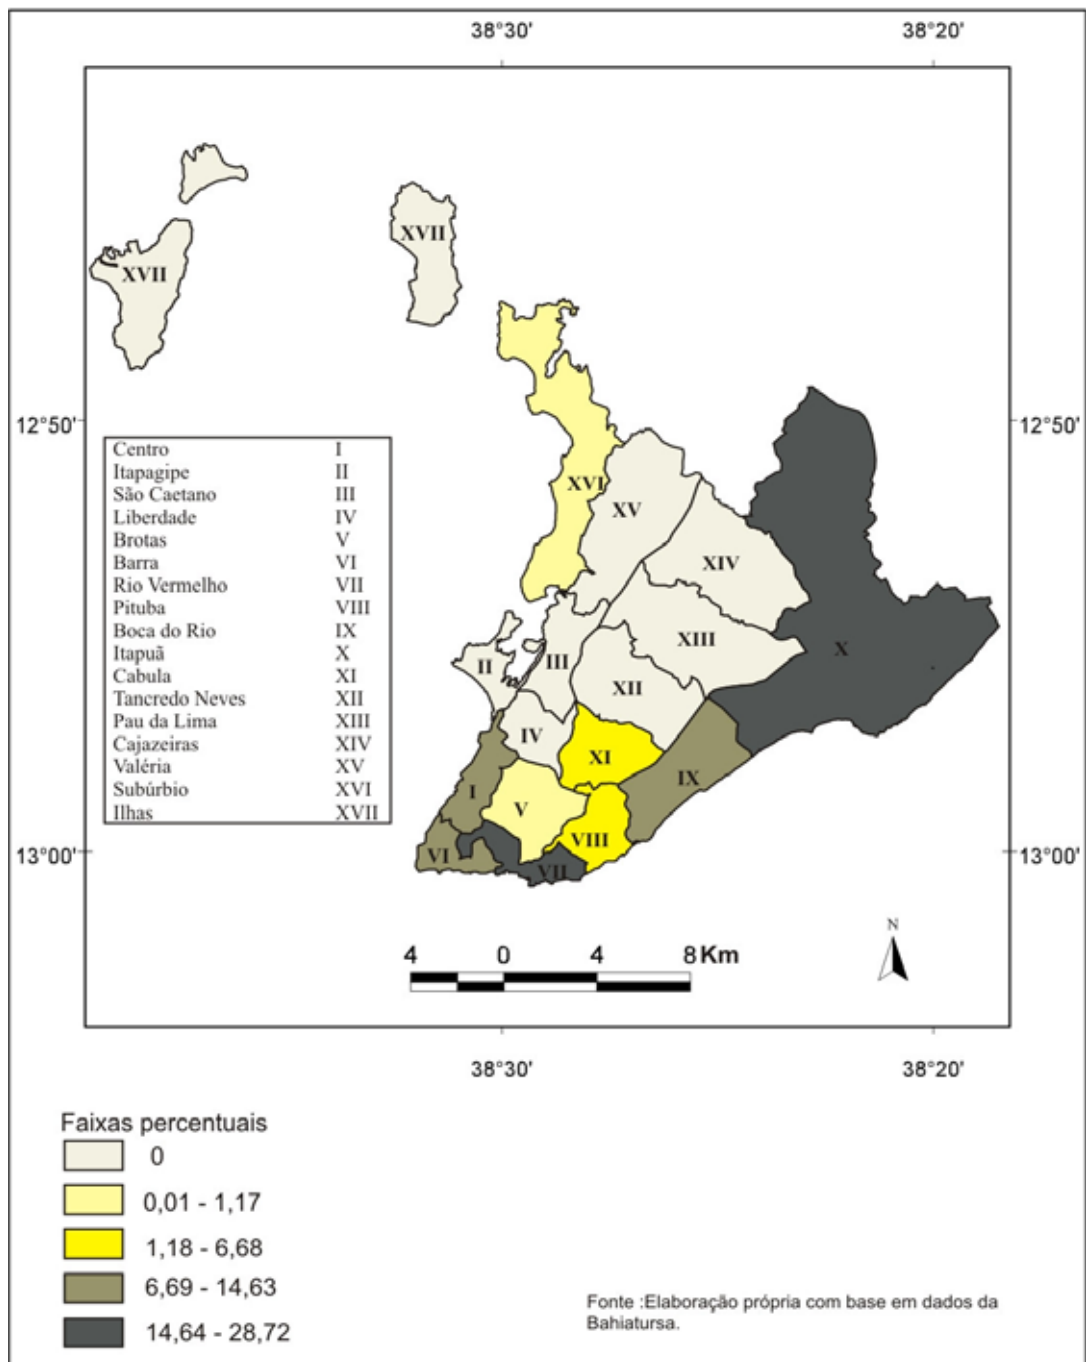 38°30' 38°20'
XVII
XVII
12°50' 12°50'
Centro I
Itapagipe II
São Caetano III
Liberdade IV
Brotas V
Barra VI
Rio Vermelho VII
Pituba VIII
Boca do Rio IX
Itapuã X
Cabula XI
Tancredo Neves XII
Pau da Lima XIII
Cajazeiras XIV
Valéria XV
Subúrbio XVI
Ilhas XVII
XVI
XV
XIV
XIII
X
II
III
XII
IV
XI
IX
I
V
VIII
VI
VII
13°00' 13°00'
N
4 0 4 8 Km
38°30' 38°20'
Faixas percentuais
0
0,01 - 1,17
1,18 - 6,68
6,69 - 14,63
14,64 - 28,72
Fonte :Elaboração própria com base em dados da
Bahiatursa.